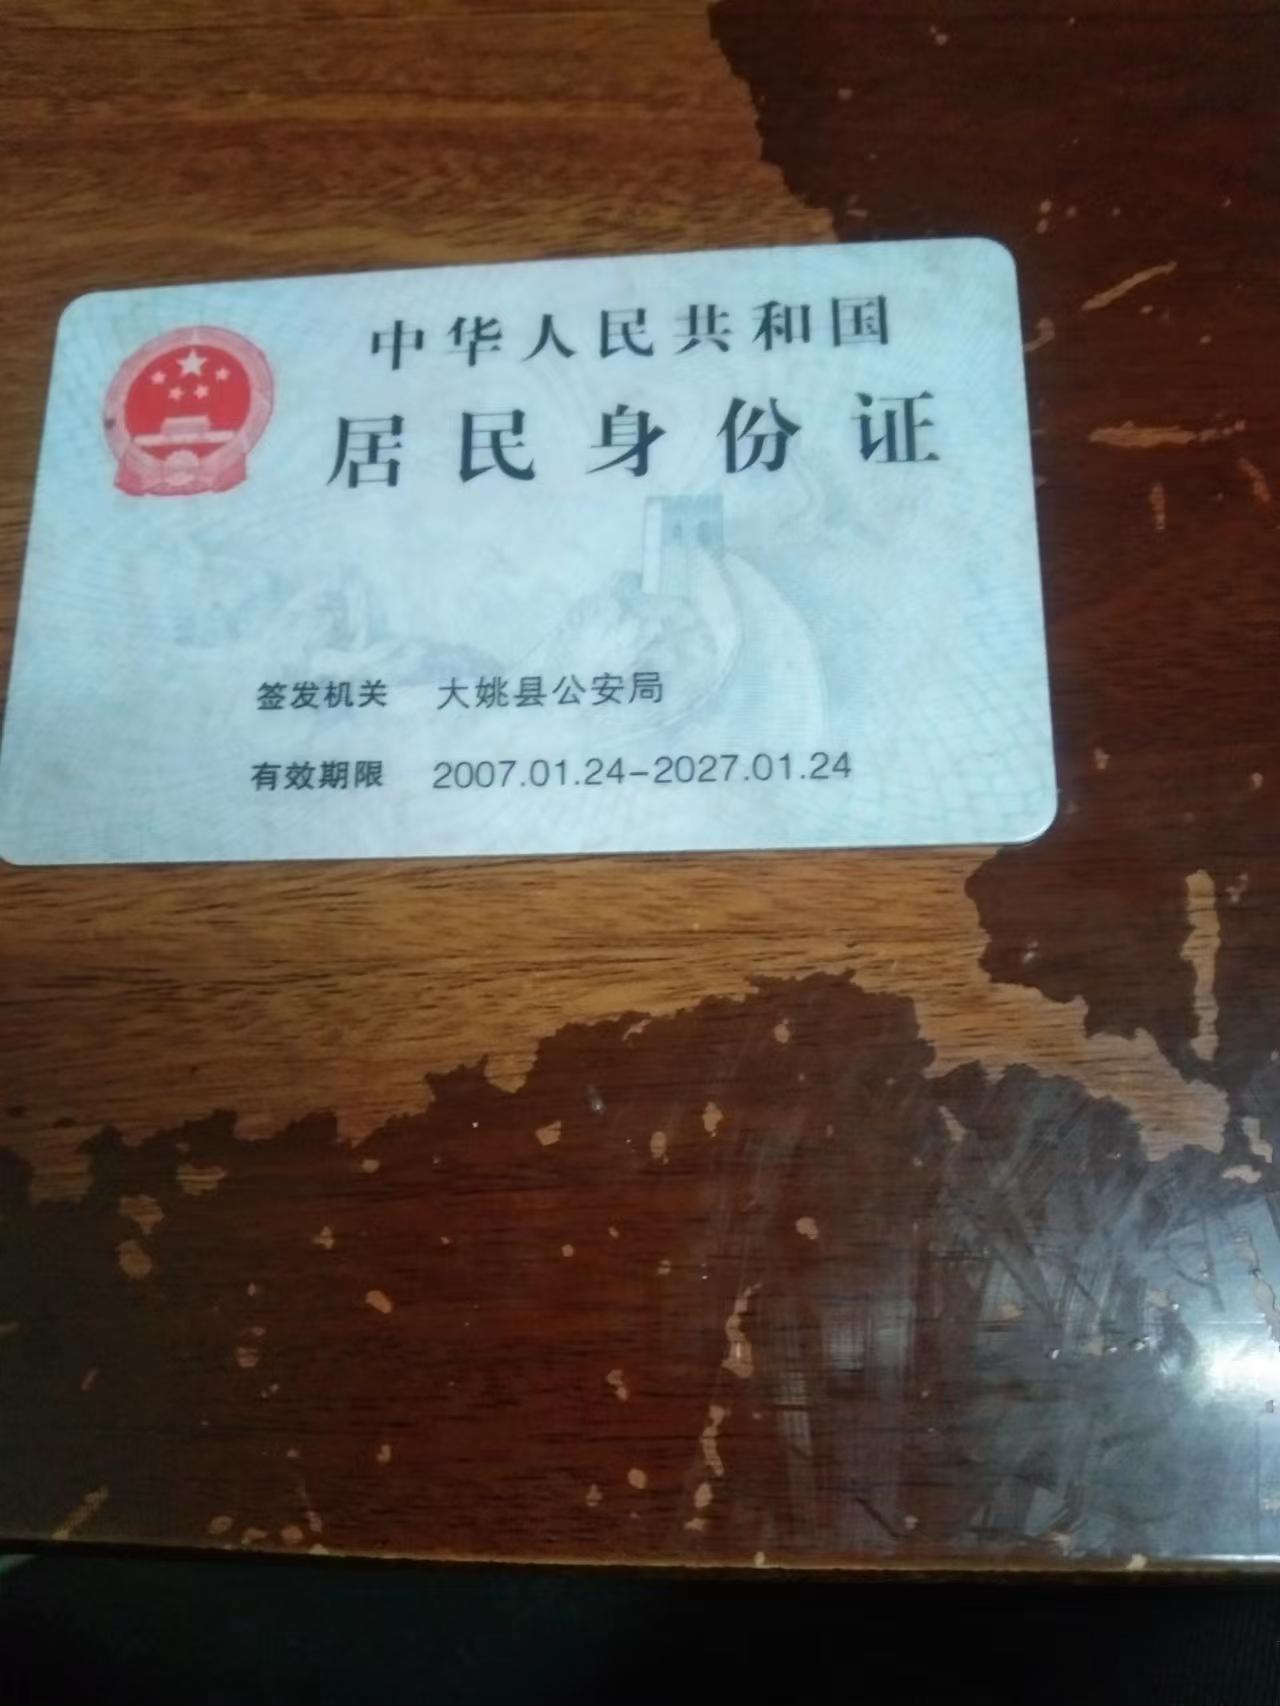 中华人民共和国
居民身份证
签发机关 大姚县公安局
有效期限 2007.01.24-2027.01.24